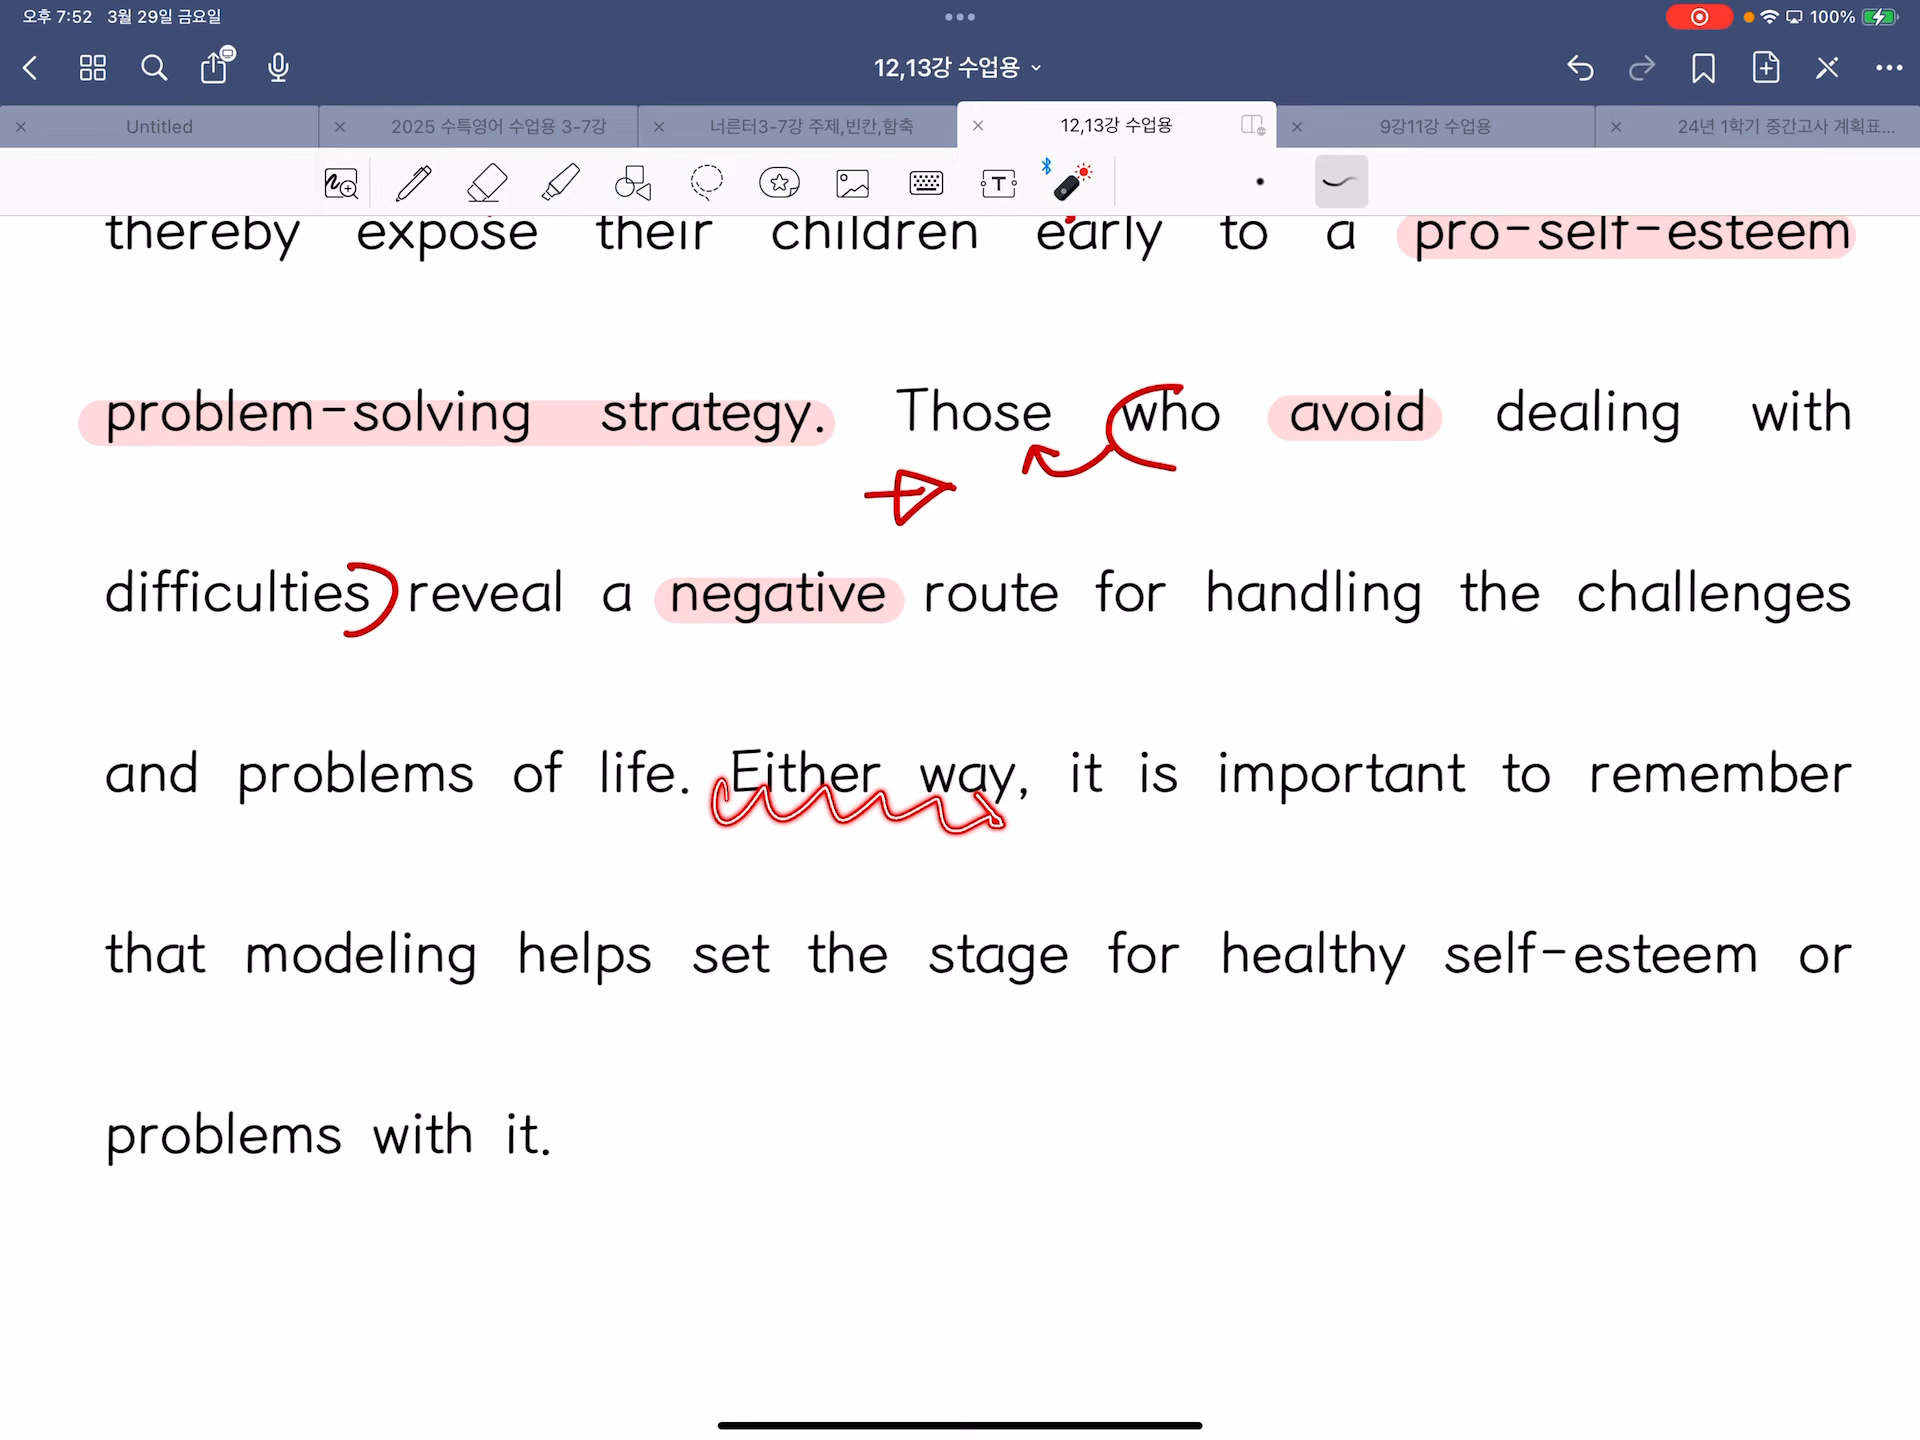 오후 7:52 3월 29일 금요일
100%
12,13강 수업용
Untitled
2025 수특영어 수업용 3-7강
너른터3-7강 주제,빈칸,함축
12,13강 수업용
9강11강 수업용
24년 1학기 중간고사 계획표...
thereby expose their children early to a pro-self-esteem
problem-solving strategy. Those who avoid dealing with
difficulties reveal a negative route for handling the challenges
and problems of life. Either way, it is important to remember
that modeling helps set the stage for healthy self-esteem or
problems with it.